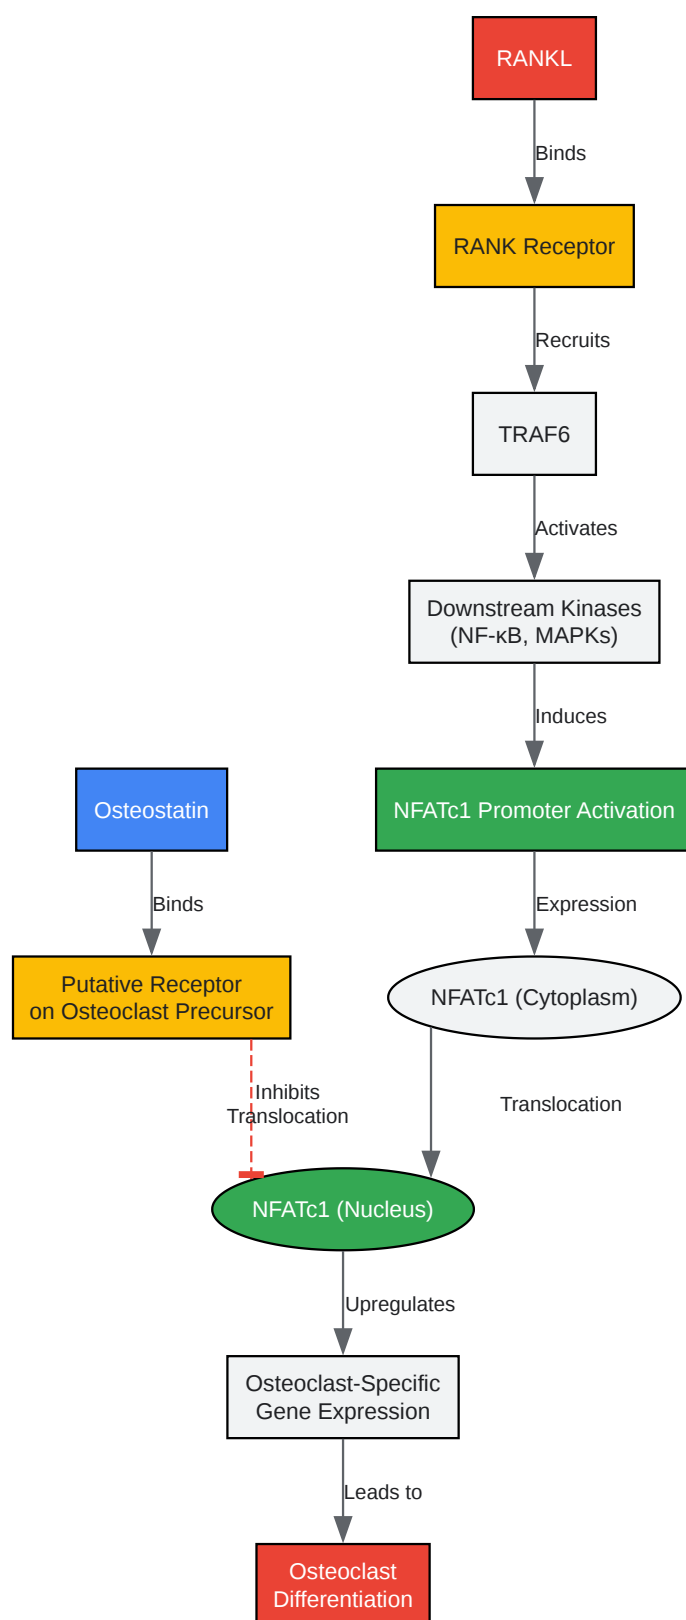 RANKL
Binds
RANK Receptor
Recruits
TRAF6
Activates
Downstream Kinases
(NF-κB, MAPKs)
Induces
Osteostatin
NFATc1 Promoter Activation
Binds
Expression
Putative Receptor
on Osteoclast Precursor
NFATc1 (Cytoplasm)
Inhibits
Translocation
Translocation
NFATc1 (Nucleus)
Upregulates
Osteoclast-Specific
Gene Expression
Leads to
Osteoclast
Differentiation